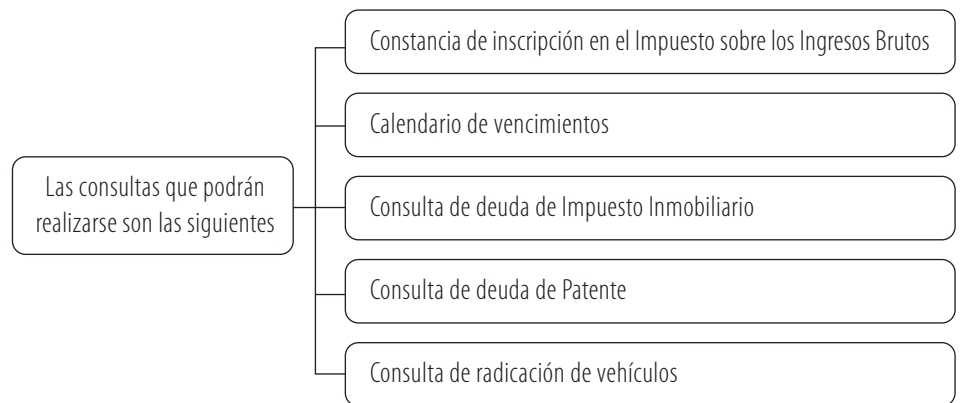 Las consultas que podrán
realizarse son las siguientes
Constancia de inscripción en el Impuesto sobre los Ingresos Brutos
Calendario de vencimientos
Consulta de deuda de Impuesto Inmobiliario
Consulta de deuda de Patente
Consulta de radicación de vehículos